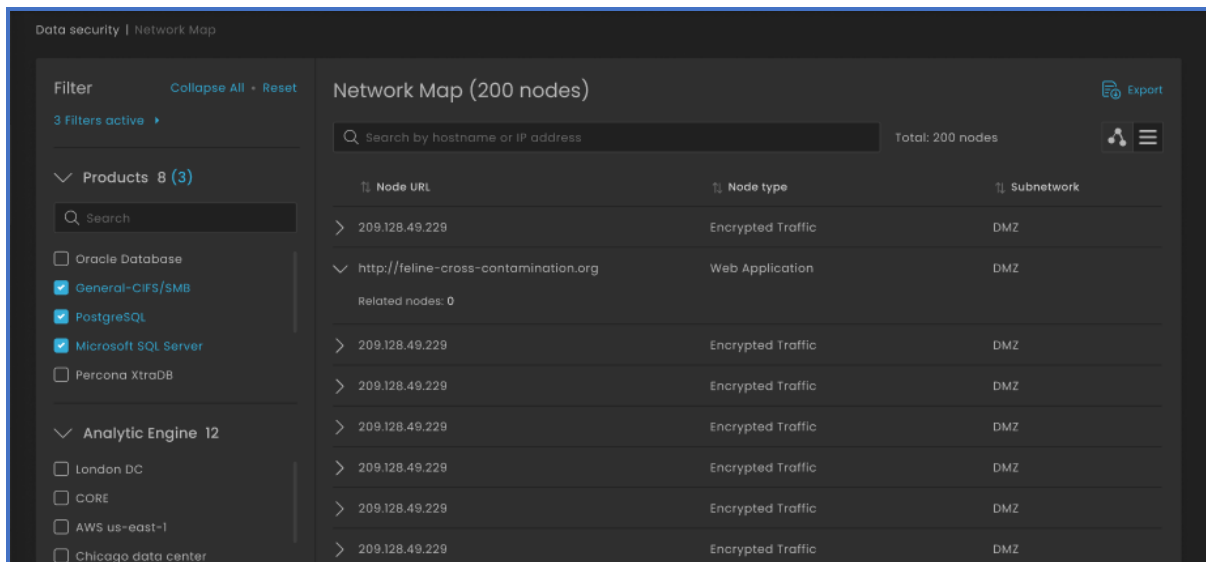 Data security | Network Map
Filter
Collapse All • Reset
3 Filters active
Products 8 (3)
Search
Oracle Database
General-CIFS/SMB
PostgreSQL
Microsoft SQL Server
Percona XtraDB
Analytic Engine 12
London DC
CORE
AWS us-east-1
Chicago data center
Network Map (200 nodes)
Export
Search by hostname or IP address
Total: 200 nodes
Node URL Node type Subnetwork
209.128.49.229 Encrypted Traffic DMZ
http://feline-cross-contamination.org Web Application DMZ
Related nodes: 0
209.128.49.229 Encrypted Traffic DMZ
209.128.49.229 Encrypted Traffic DMZ
209.128.49.229 Encrypted Traffic DMZ
209.128.49.229 Encrypted Traffic DMZ
209.128.49.229 Encrypted Traffic DMZ
209.128.49.229 Encrypted Traffic DMZ